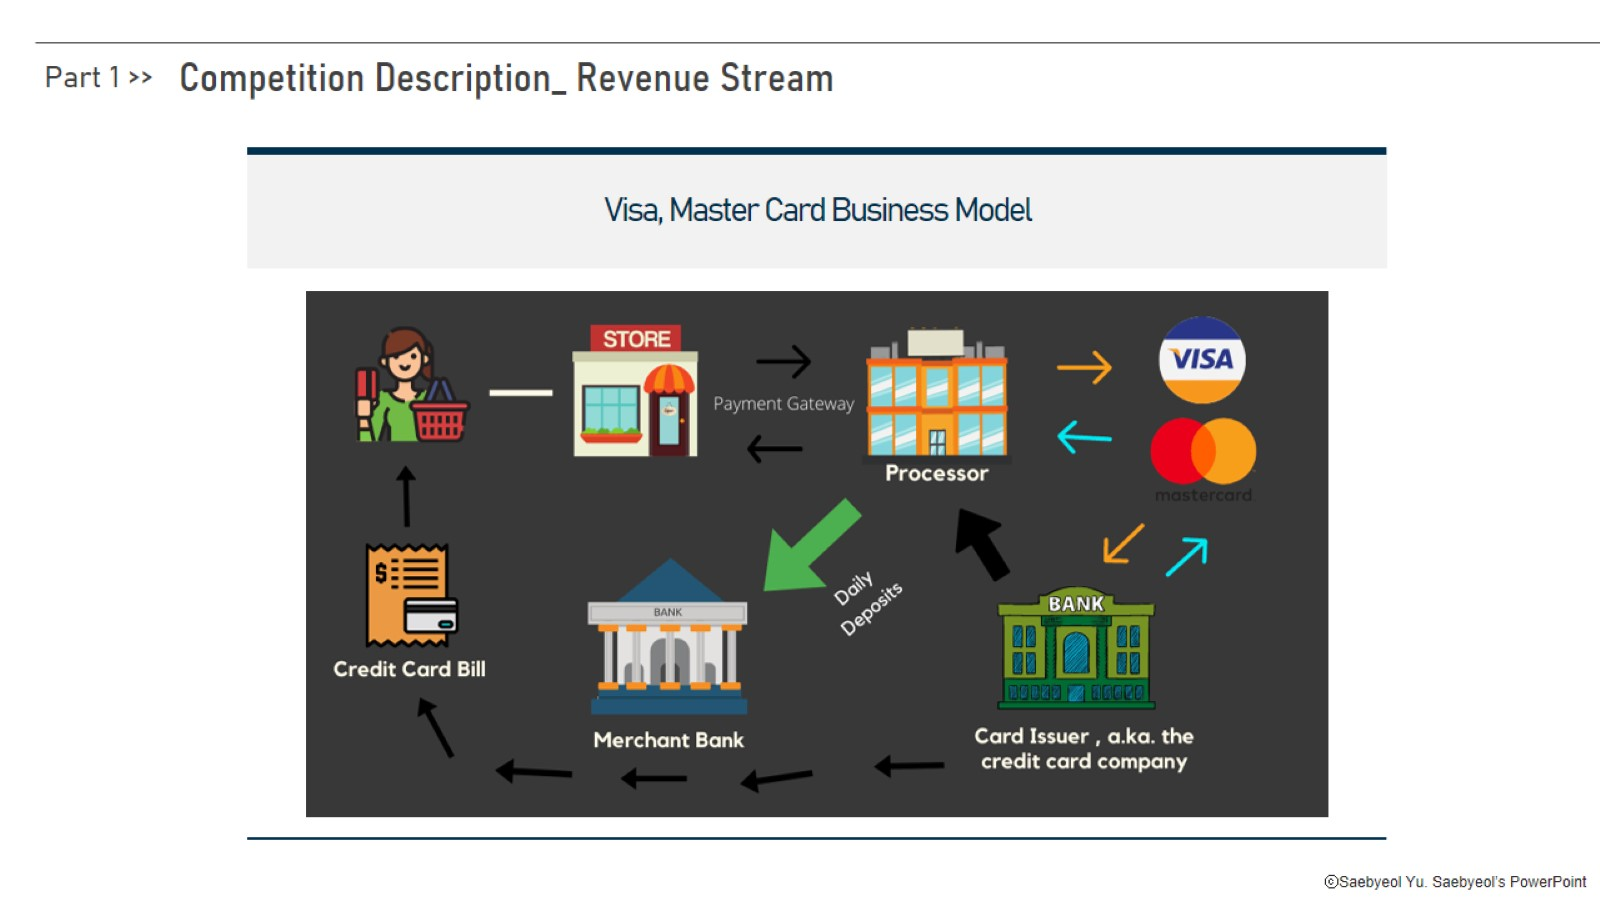 Part 1 >> Competition Description_ Revenue Stream
Visa, Master Card Business Model
STORE
VISA
Payment Gateway
Processor
mastercard
$
Daily
Deposits
BANK
BANK
Credit Card Bill
Merchant Bank
Card Issuer , a.ka. the
credit card company
©Saebyeol Yu. Saebyeol's PowerPoint